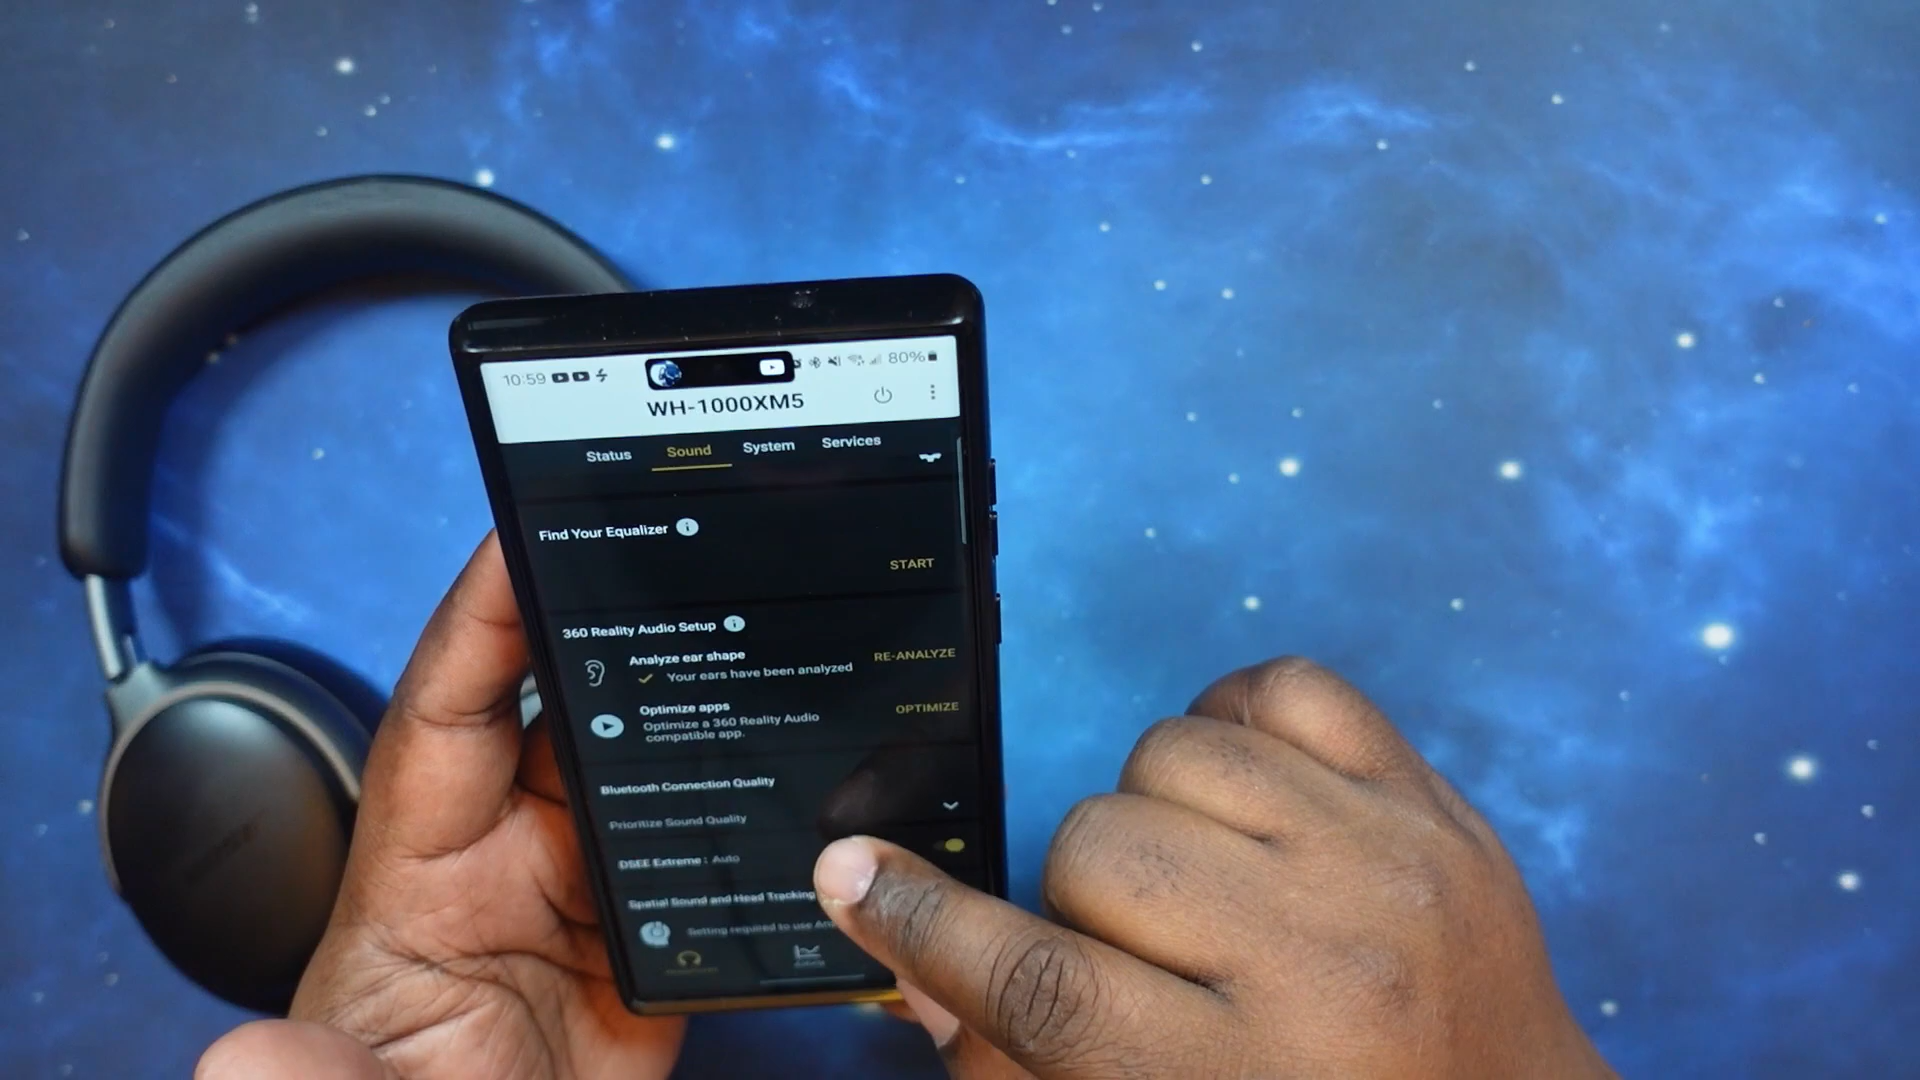 10:59
80%
WH-1000XM5
Status Sound System Services
Find Your Equalizer
START
360 Reality Audio Setup
Analyze ear shape
Your ears have been analyzed
RE-ANALYZE
Optimize apps
Optimize a 360 Reality Audio
compatible app.
OPTIMIZE
Bluetooth Connection Quality
Prioritize Sound Quality
DSEE Extreme : Auto
Spatial Sound and Head Tracking
Setting required to use